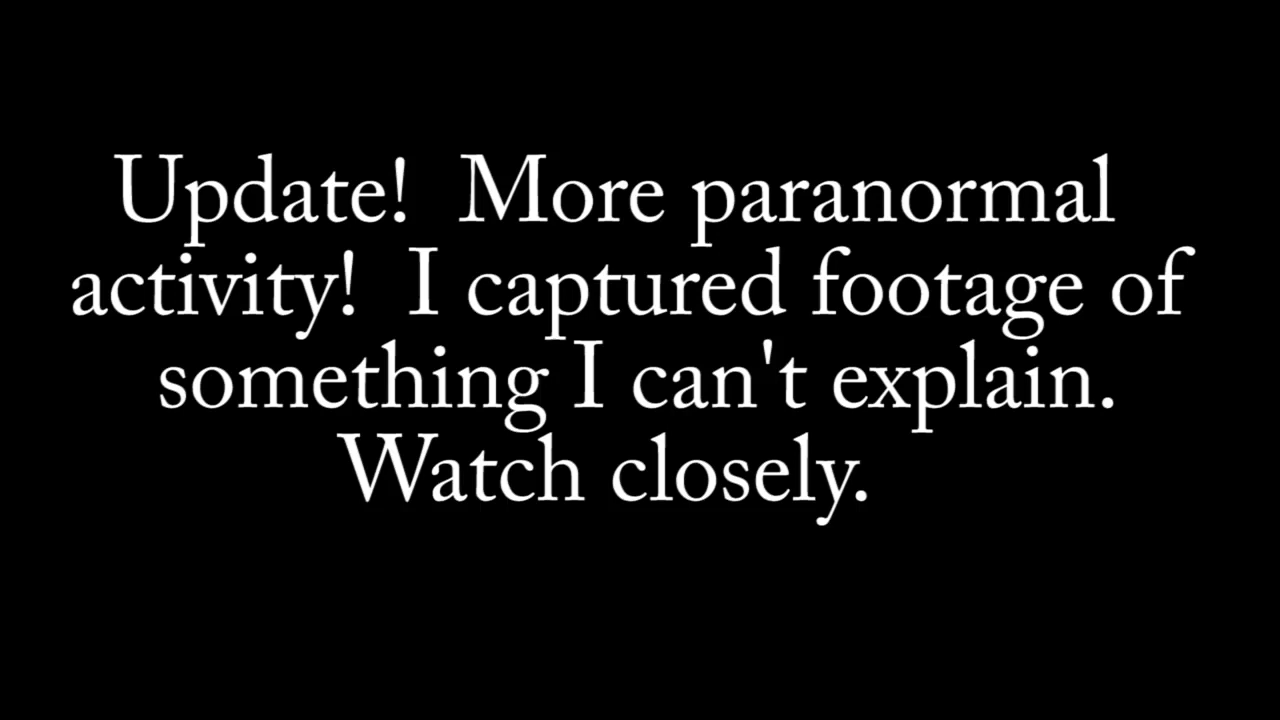 Update!  More paranormal
activity!  I captured footage of
something I can't explain.
Watch closely.